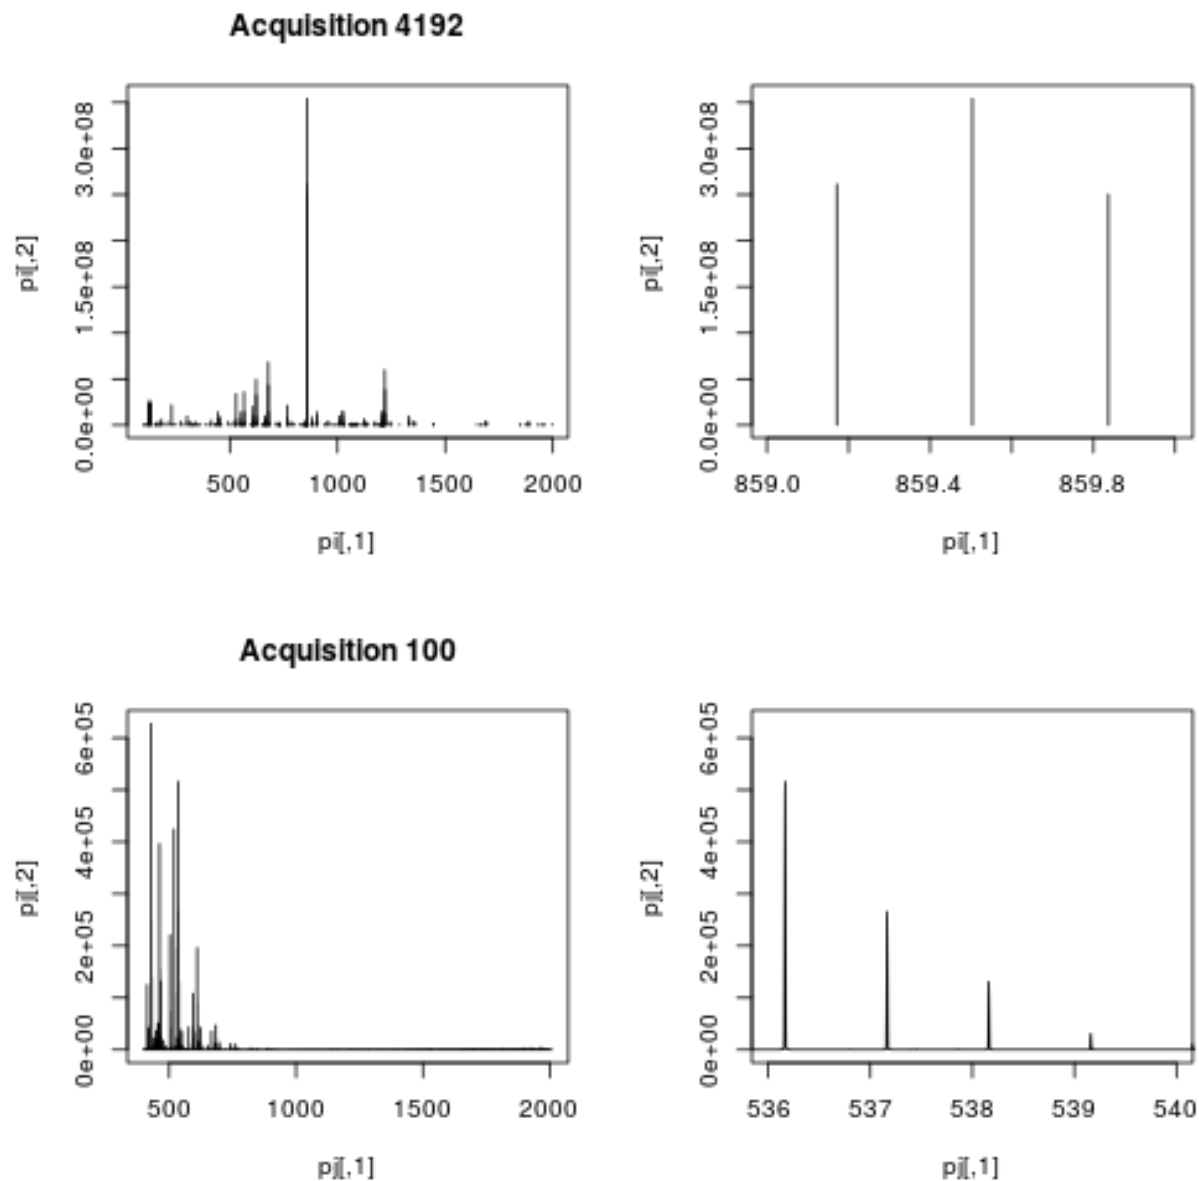 Acquisition 4192
pi[,2]
0.0e+00 1.5e+08 3.0e+08
500 1000 1500 2000
pi[,1]
pi[,2]
0.0e+00 1.5e+08 3.0e+08
859.0 859.4 859.8
pi[,1]
Acquisition 100
pj[,2]
0e+00 2e+05 4e+05 6e+05
500 1000 1500 2000
pj[,1]
pj[,2]
0e+00 2e+05 4e+05 6e+05
536 537 538 539 540
pj[,1]